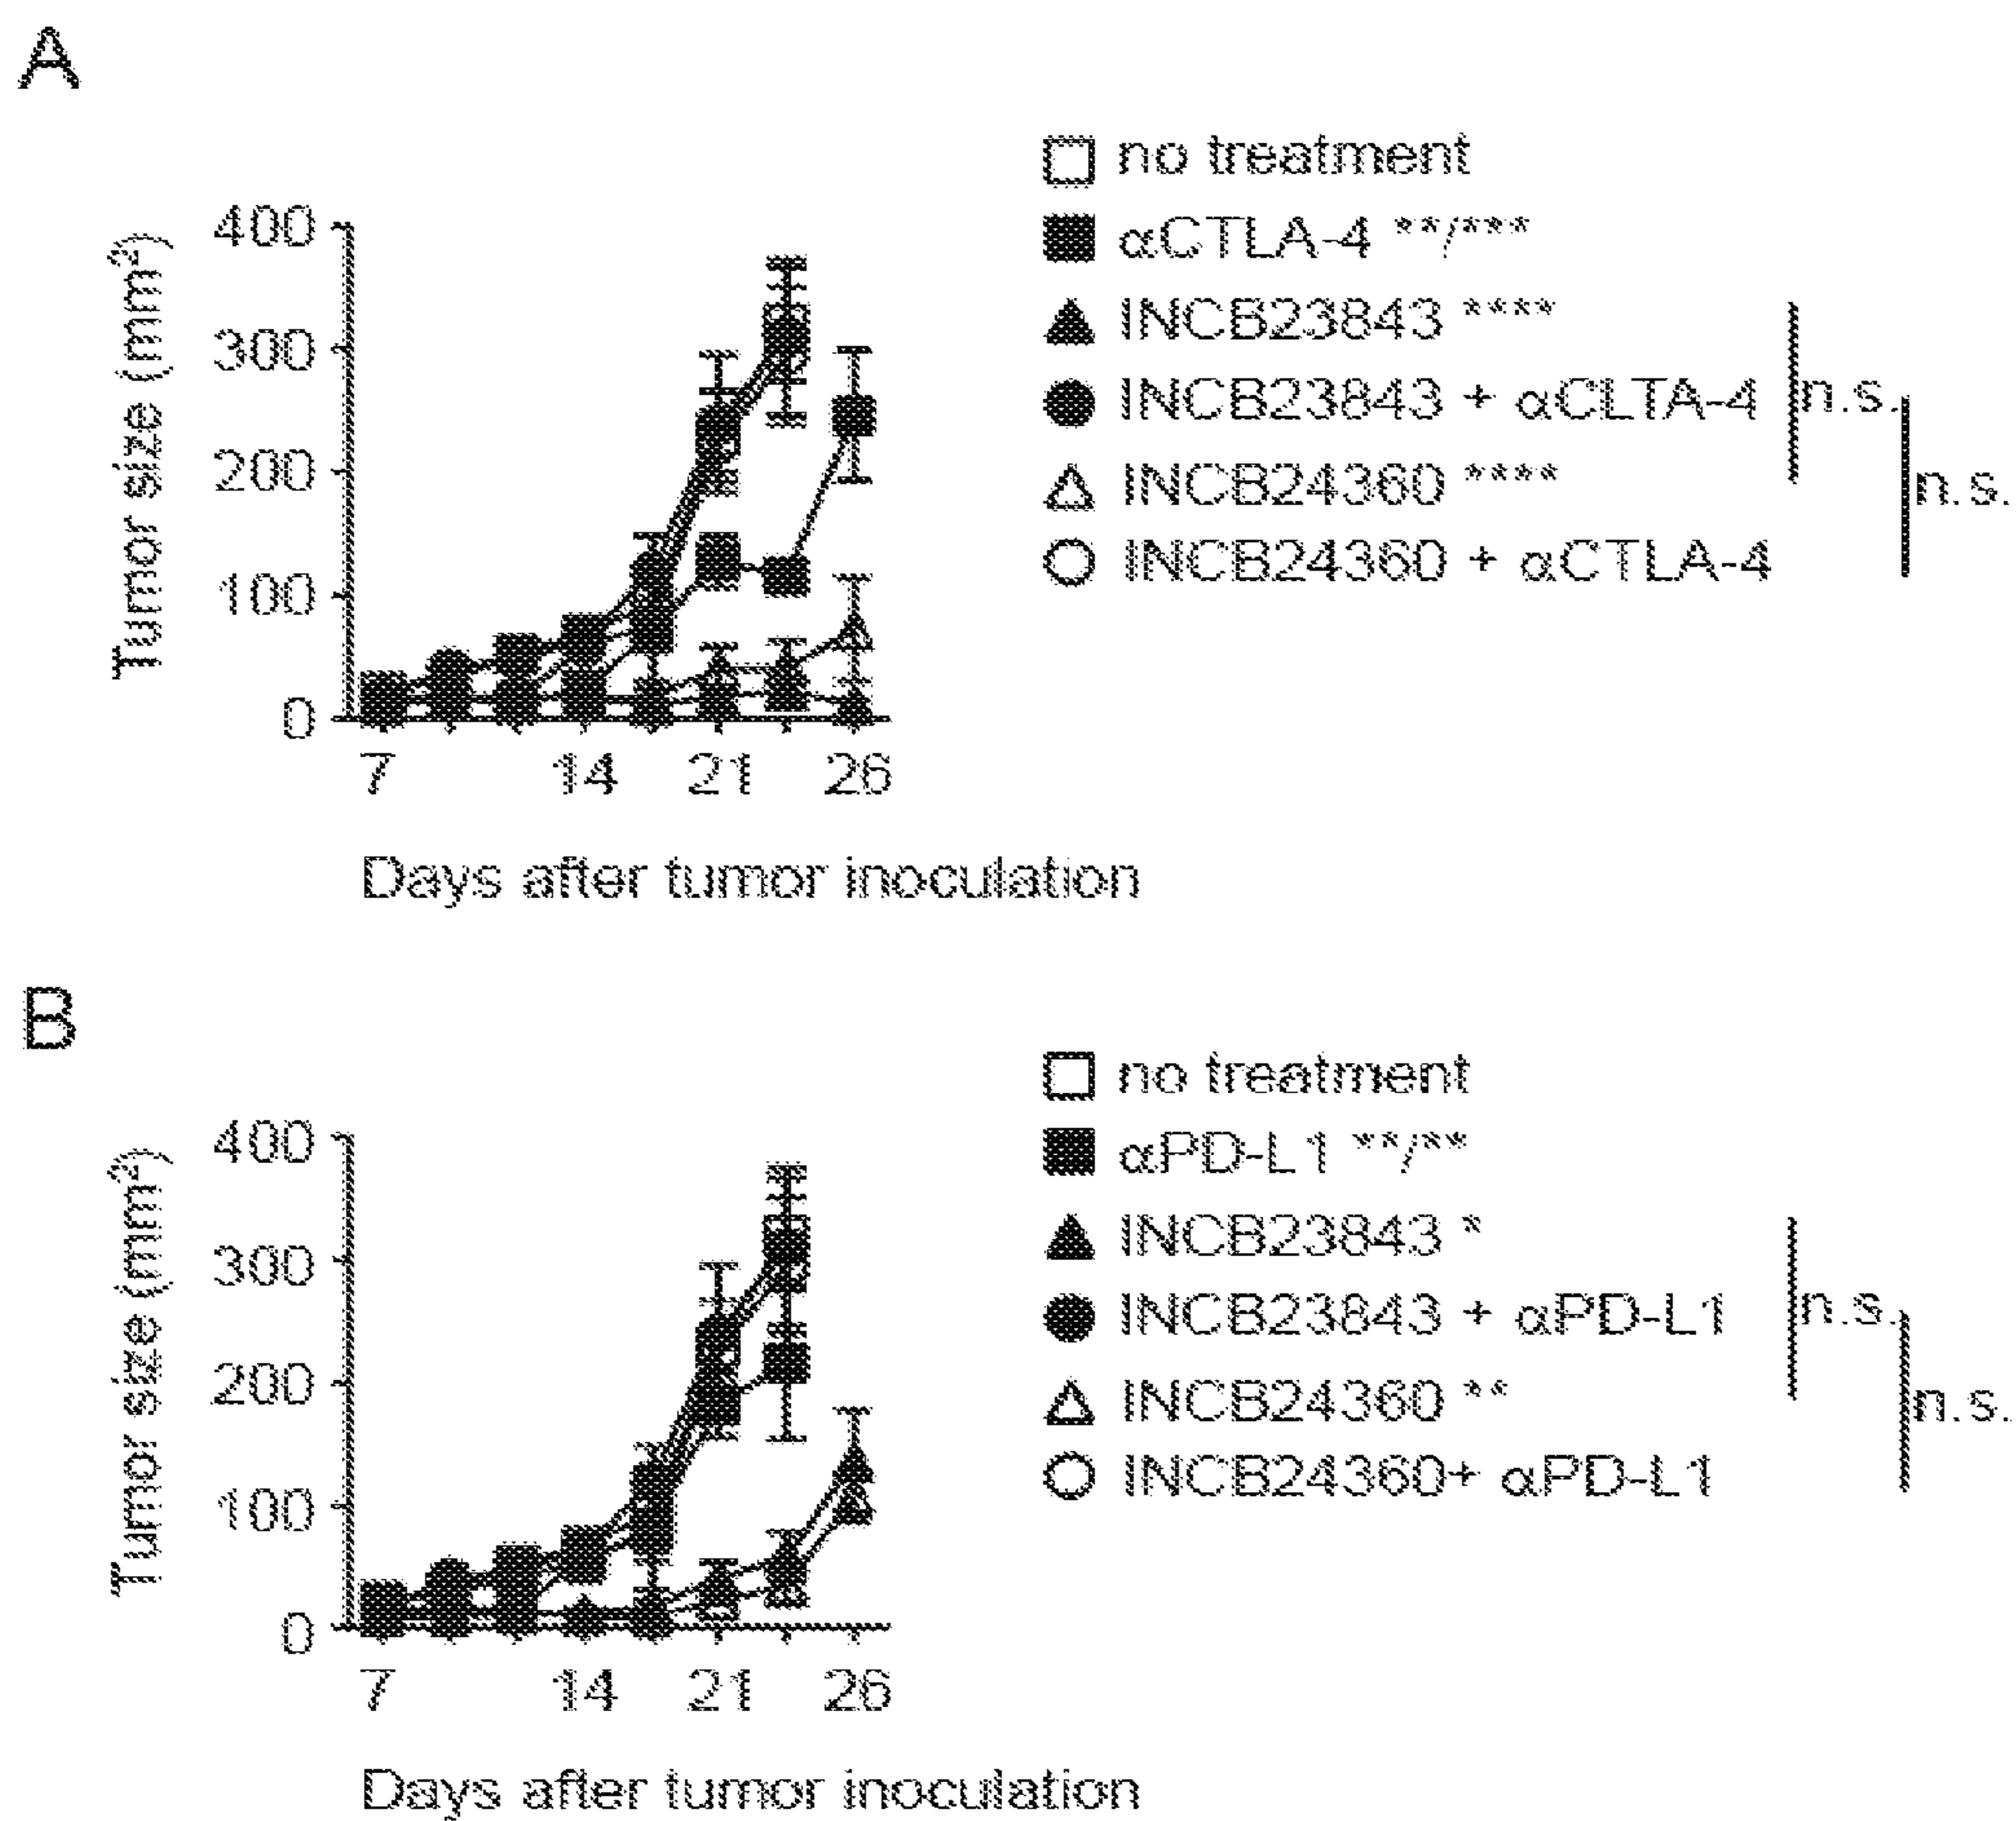 A
no treatment
αCTLA-4 **/***
INCB23843 ****
INCB23843 + αCLTA-4
INCB24360 ****
INCB24360 + αCTLA-4
n.s.
n.s.
Tumor size (mm²)
400
300
200
100
0
7 14 21 26
Days after tumor inoculation
B
no treatment
αPD-L1 **/**
INCB23843 *
INCB23843 + αPD-L1
INCB24360 **
INCB24360+ αPD-L1
n.s.
n.s.
Tumor size (mm²)
400
300
200
100
0
7 14 21 26
Days after tumor inoculation